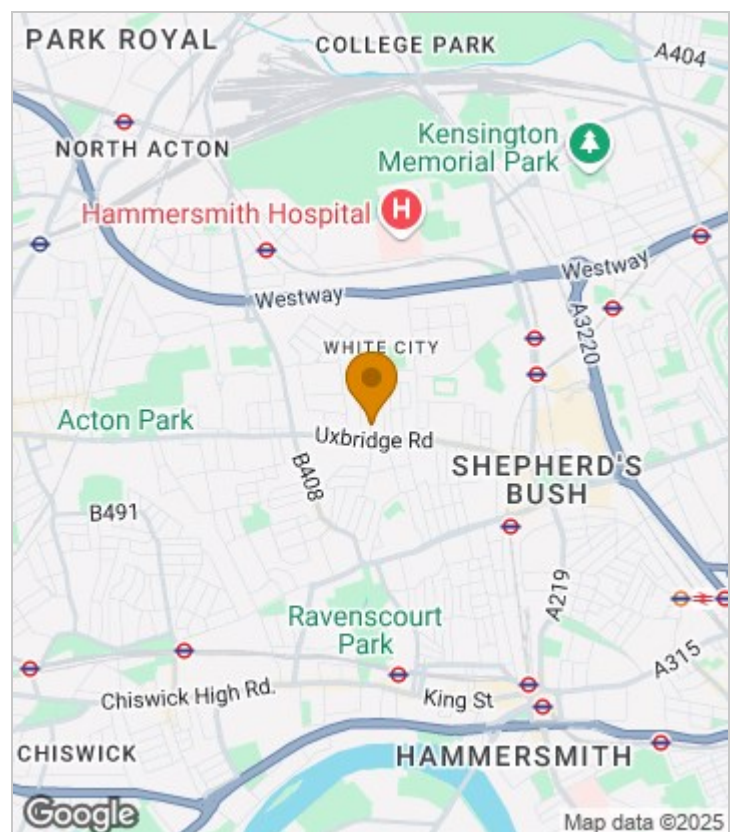 PARK ROYAL
COLLEGE PARK
A404
Kensington
Memorial Park
NORTH ACTON
Hammersmith Hospital
H
Westway
Westway
A3220
WHITE CITY
Acton Park
Uxbridge Rd
SHEPHERD'S
BUSH
B408
B491
A219
Ravenscourt
Park
A315
Chiswick High Rd.
King St
CHISWICK
HAMMERSMITH
Google
Map data ©2025